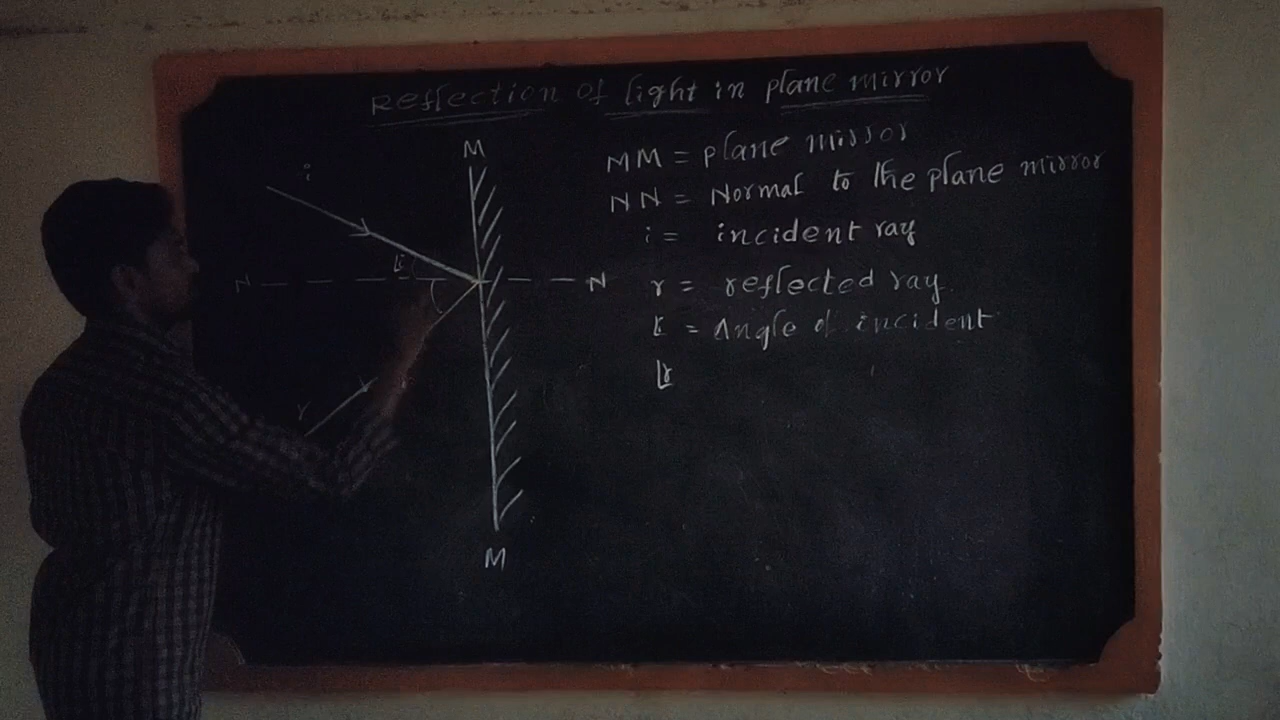 Reflection of light in plane mirror
M
i
MM = plane mirror
NN = Normal to the plane mirror
i = incident ray
∠i
N
N
r = reflected ray
∠i = Angle of incident
∠r
r
M